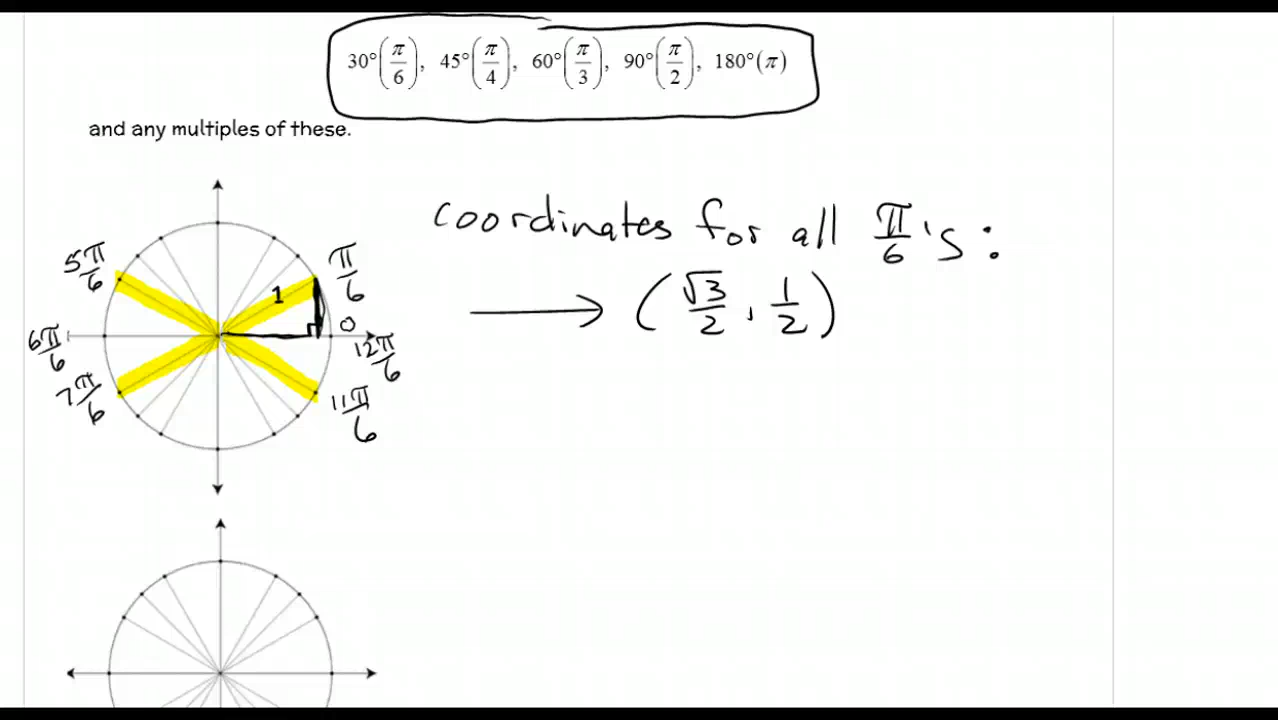 30°(π/6), 45°(π/4), 60°(π/3), 90°(π/2), 180°(π)
and any multiples of these.
coordinates for all π/6's:
→ (√3/2, 1/2)
5π/6
π/6
1
0
6π/6
12π/6
7π/6
11π/6